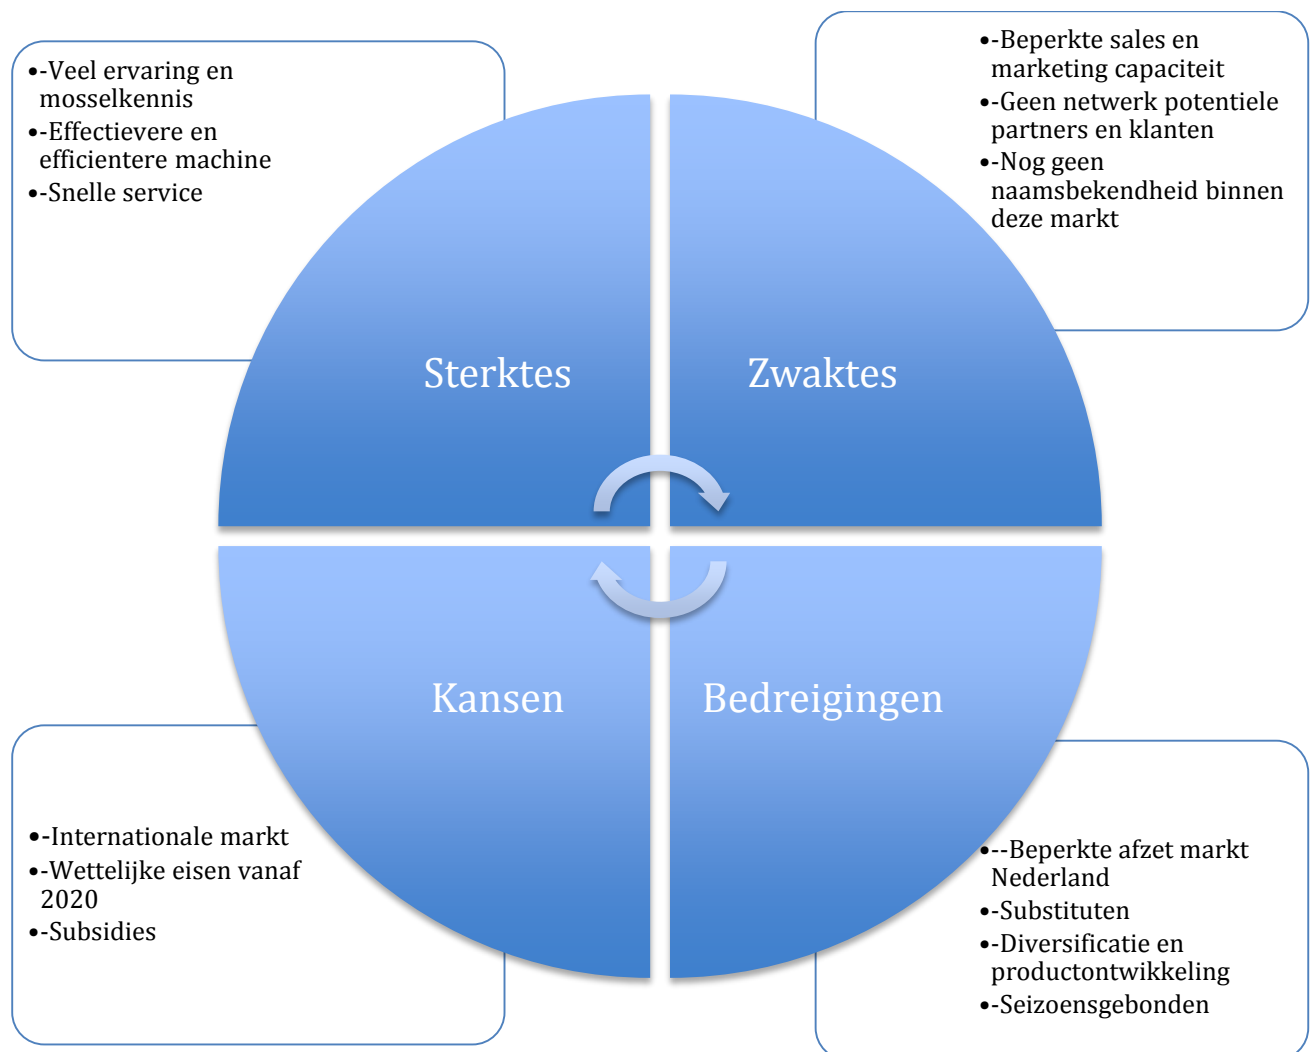 •-Veel ervaring en
mosselkennis
•-Effectievere en
efficientere machine
•-Snelle service
•-Beperkte sales en
marketing capaciteit
•-Geen netwerk potentiele
partners en klanten
•-Nog geen
naamsbekendheid binnen
deze markt
Sterktes
Zwaktes
Kansen
Bedreigingen
•-Internationale markt
•-Wettelijke eisen vanaf
2020
•-Subsidies
•--Beperkte afzet markt
Nederland
•-Substituten
•-Diversificatie en
productontwikkeling
•-Seizoensgebonden